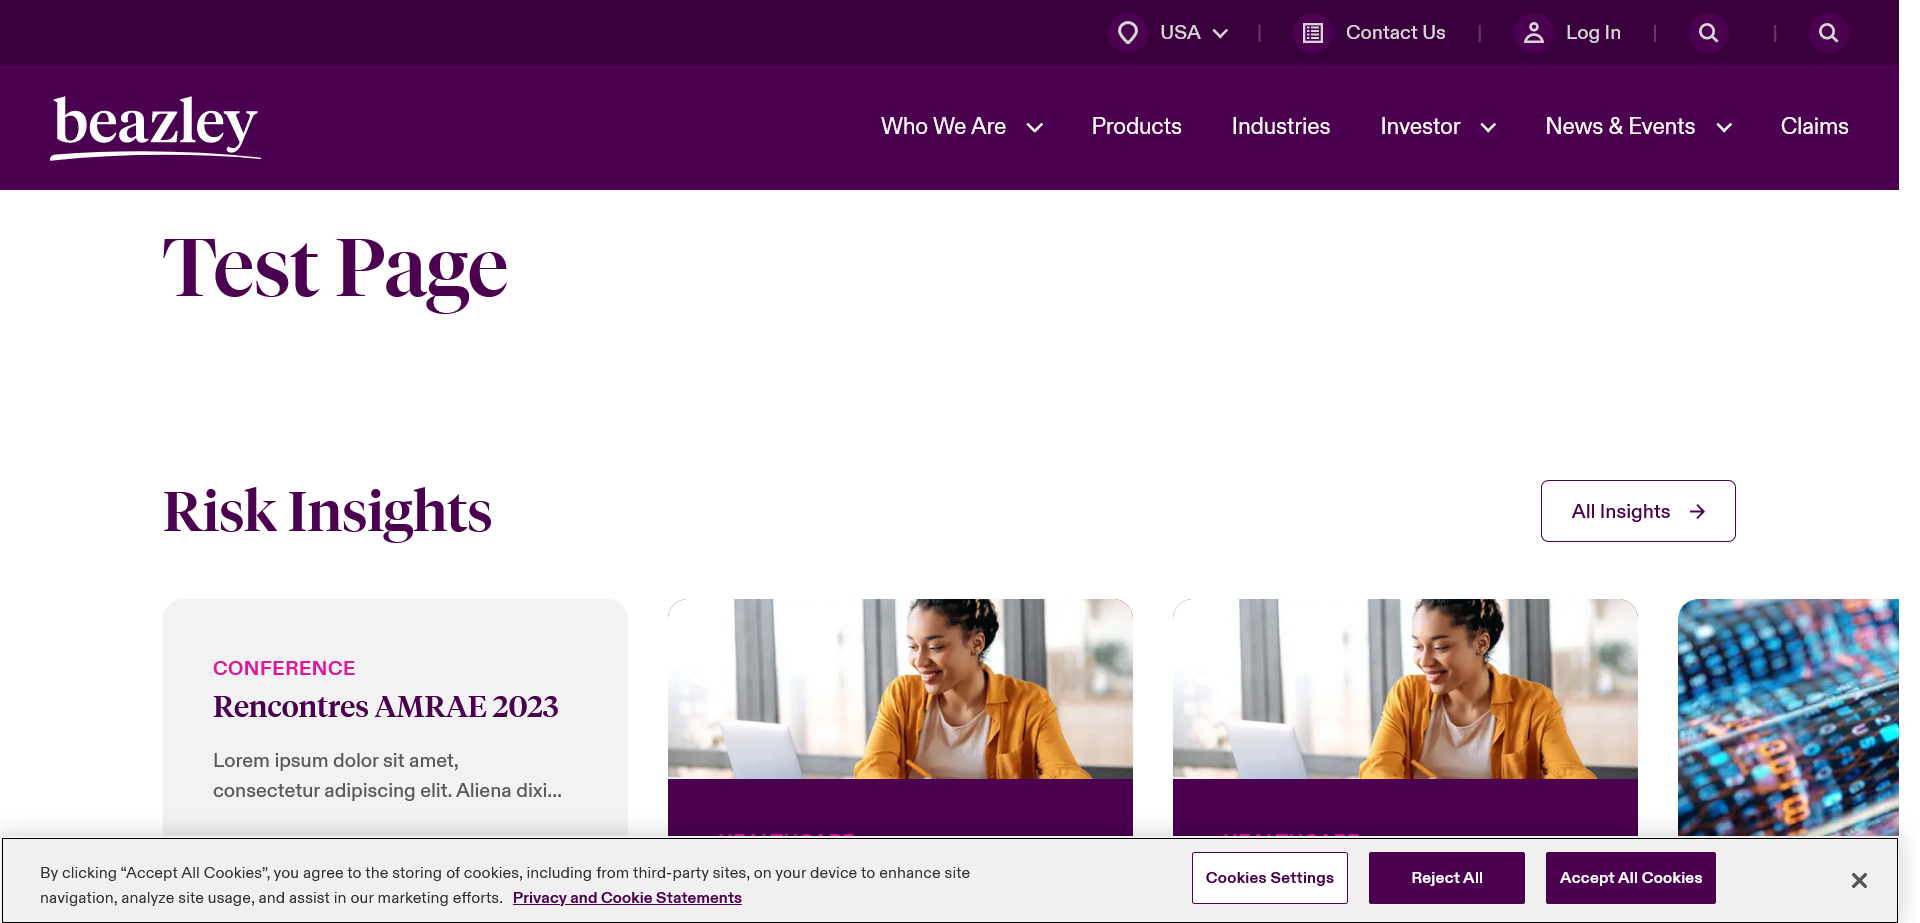 USA
Contact Us
Log In
beazley
Who We Are
Products
Industries
Investor
News & Events
Claims
Test Page
Risk Insights
All Insights
CONFERENCE
Rencontres AMRAE 2023
Lorem ipsum dolor sit amet,
consectetur adipiscing elit. Aliena dixi...
By clicking “Accept All Cookies”, you agree to the storing of cookies, including from third-party sites, on your device to enhance site
navigation, analyze site usage, and assist in our marketing efforts. Privacy and Cookie Statements
Cookies Settings
Reject All
Accept All Cookies